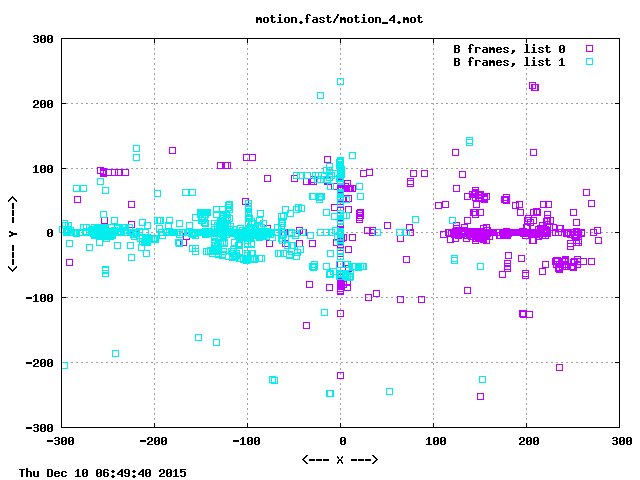 motion.fast/motion_4.mot
B frames, list 0
B frames, list 1
300
200
100
0
-100
-200
-300
<--- Y --->
-300 -200 -100 0 100 200 300
<--- X --->
Thu Dec 10 06:49:40 2015